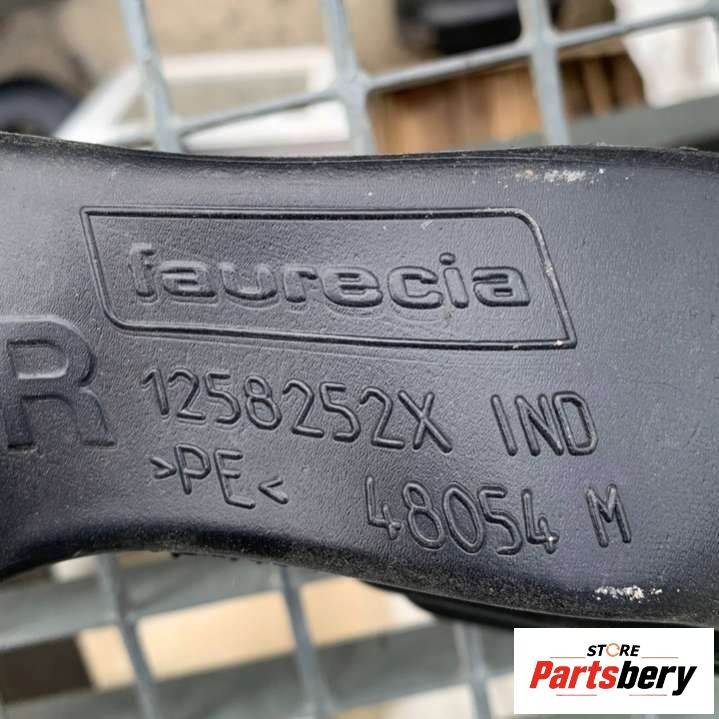 faurecia
R
1258252X IND
>PE< 48054 M
STORE
Partsbery